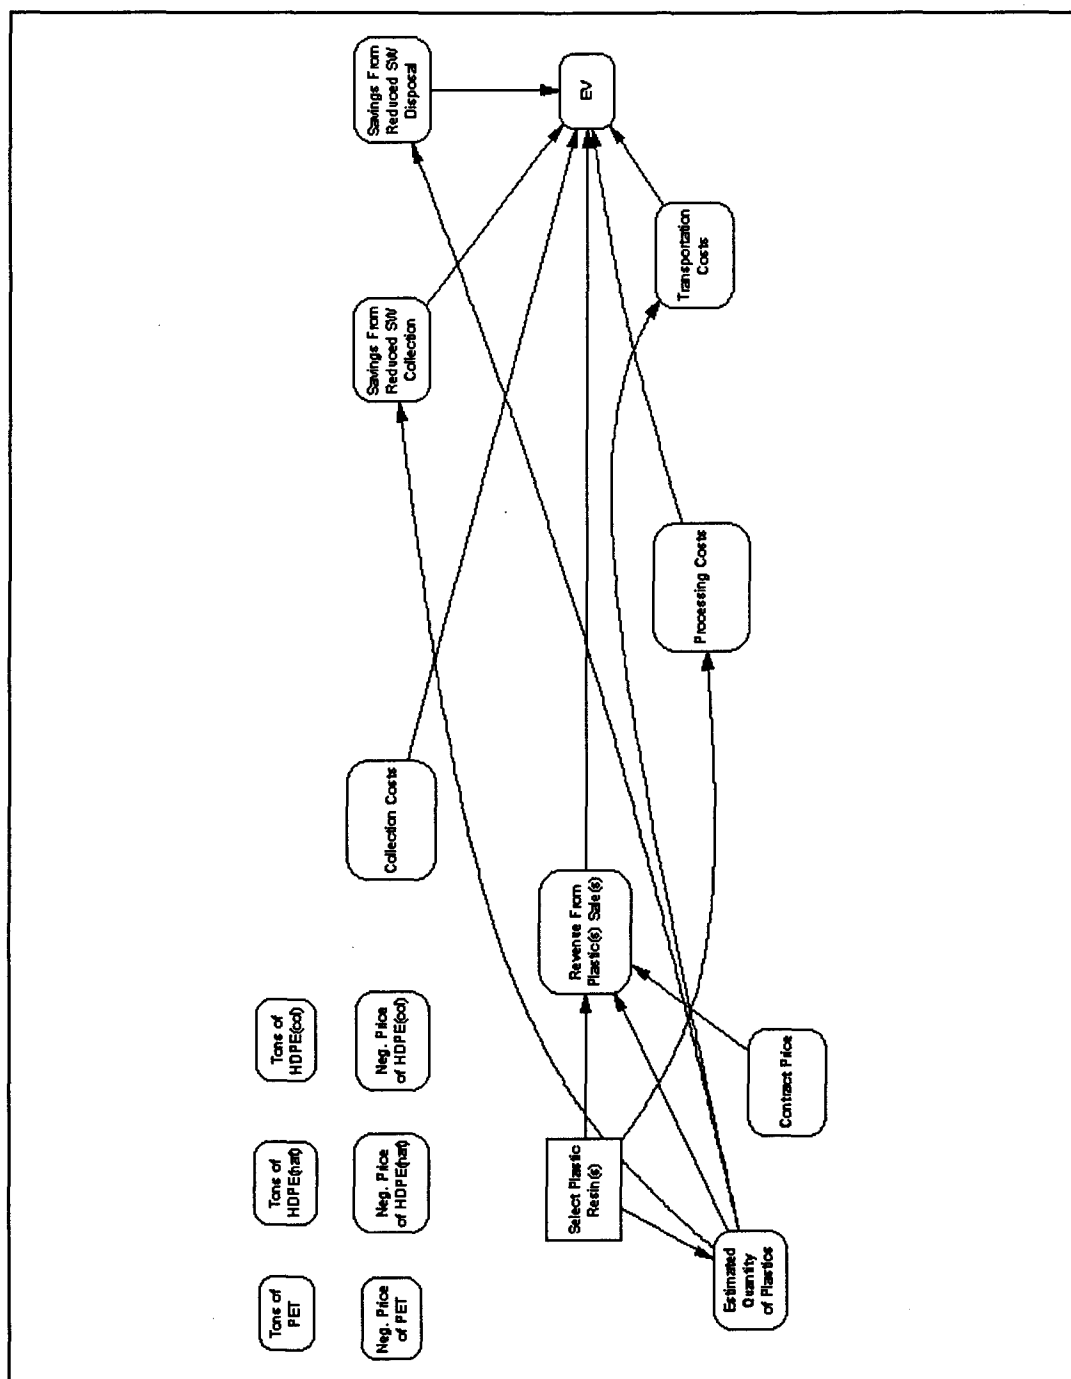 Tons of
PET
Tons of
HDPE(nat)
Tons of
HDPE(col)
Neg. Price
of PET
Neg. Price
of HDPE(nat)
Neg. Price
of HDPE(col)
Collection Costs
Savings From
Reduced SW
Collection
Savings From
Reduced SW
Disposal
Select Plastic
Resin(s)
Revenue From
Plastic(s) Sale(s)
EV
Estimated
Quantity
of Plastics
Contract Price
Processing Costs
Transportation
Costs